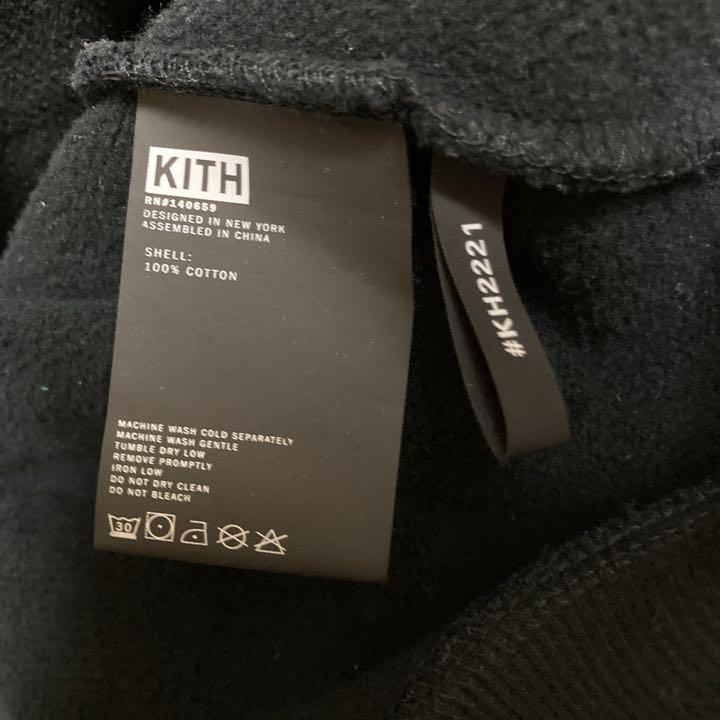 KITH
RN#140659
DESIGNED IN NEW YORK
ASSEMBLED IN CHINA
SHELL:
100% COTTON
MACHINE WASH COLD SEPARATELY
MACHINE WASH GENTLE
TUMBLE DRY LOW
REMOVE PROMPTLY
IRON LOW
DO NOT DRY CLEAN
DO NOT BLEACH
30
#KH2221